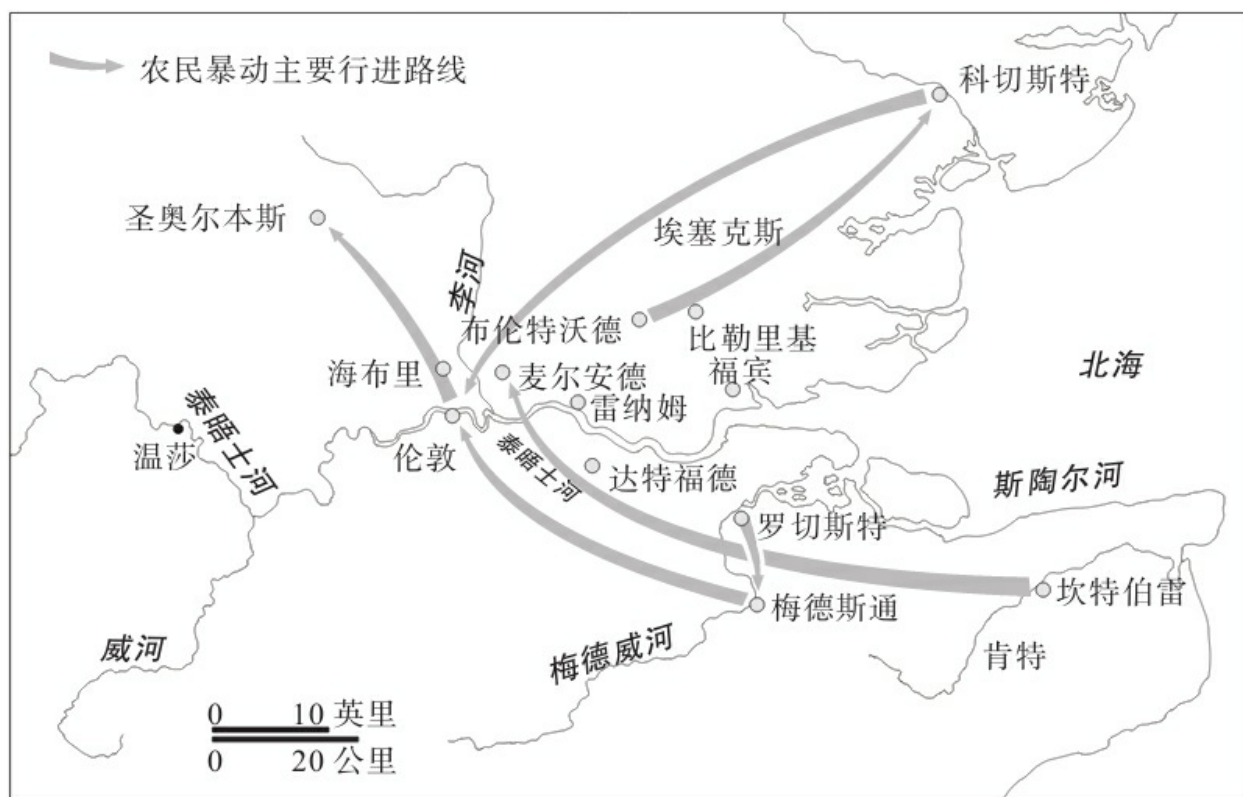 农民暴动主要行进路线
科切斯特
圣奥尔本斯
埃塞克斯
李河
布伦特沃德
比勒里基
海布里
麦尔安德
福宾
北海
雷纳姆
泰晤士河
温莎
伦敦
泰晤士河
达特福德
斯陶尔河
罗切斯特
梅德斯通
坎特伯雷
威河
梅德威河
肯特
0 10 英里
0 20 公里